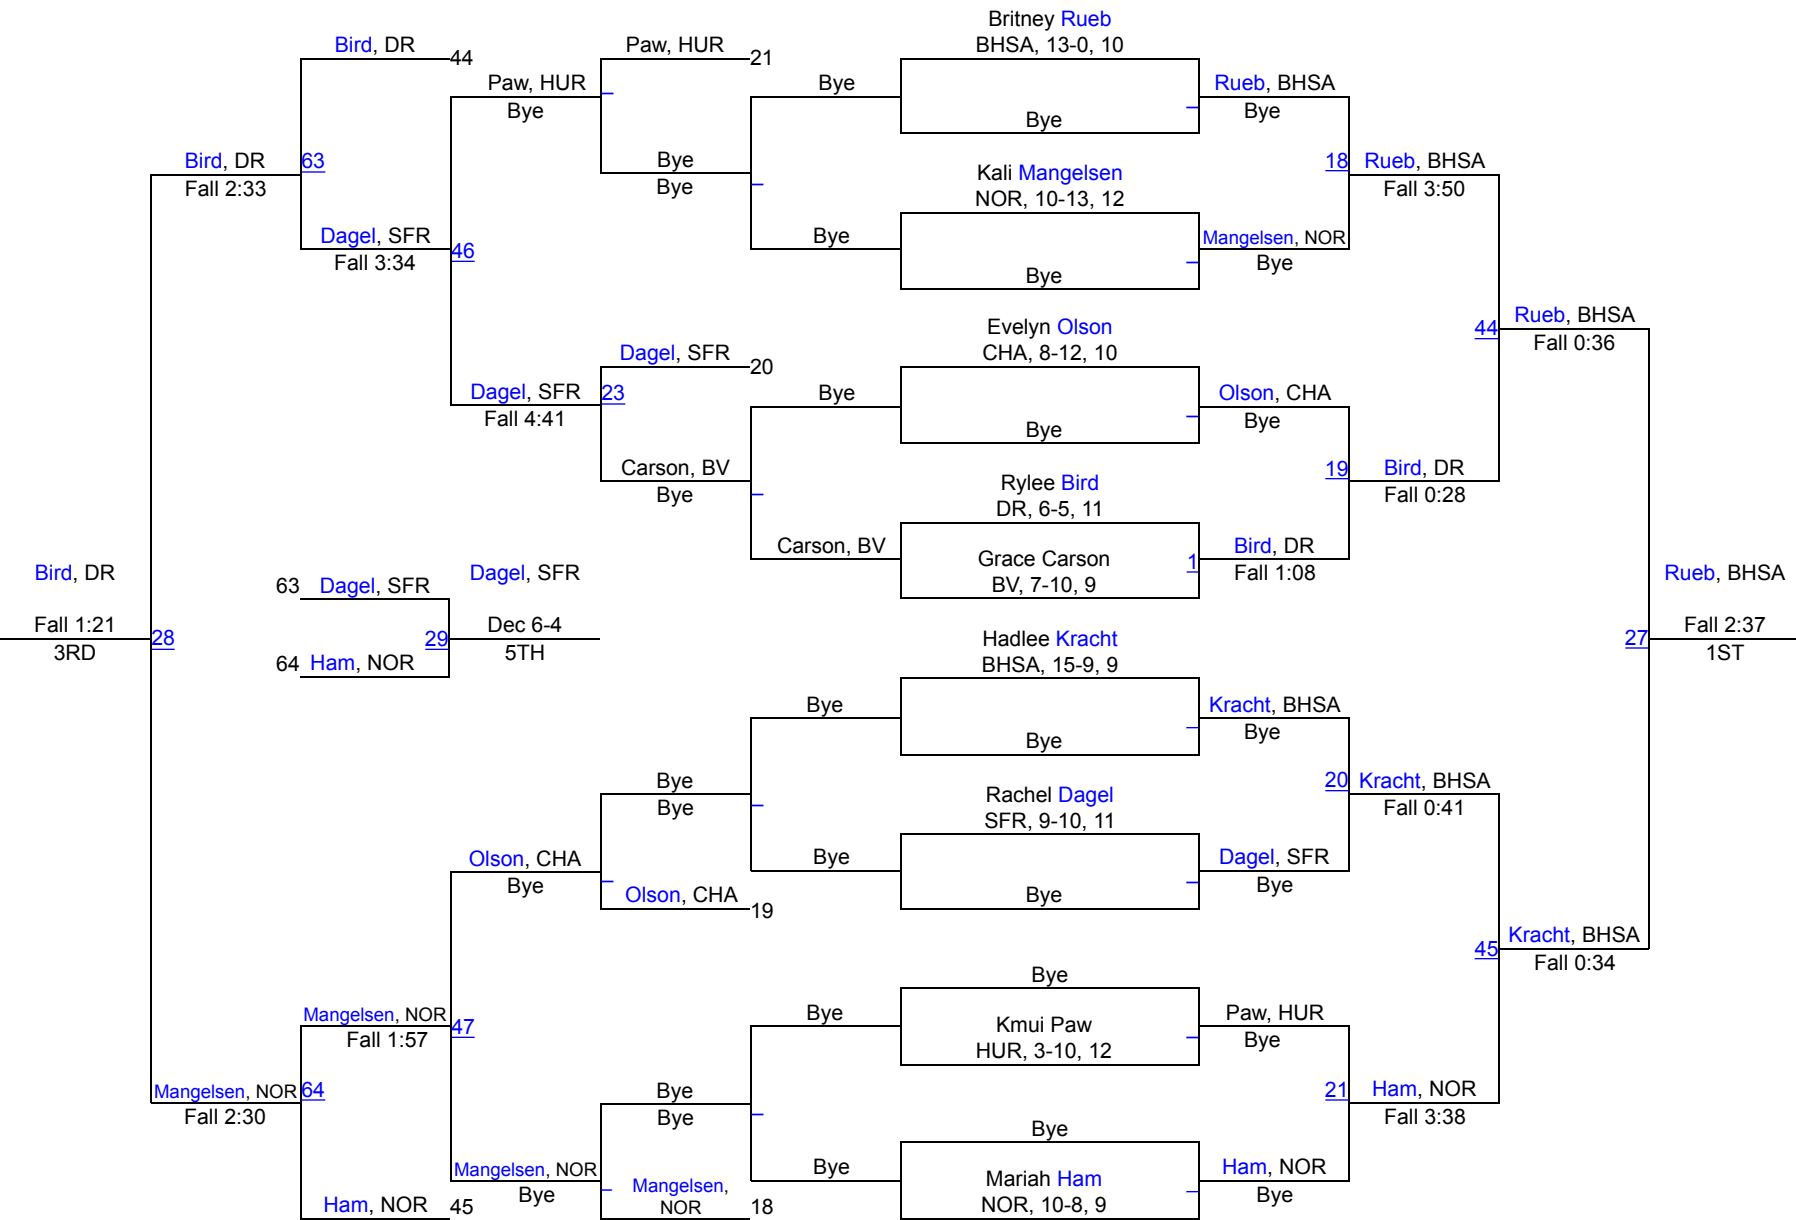 Britney Rueb
BHSA, 13-0, 10
Bird, DR
44
Paw, HUR
21
Paw, HUR
Bye
Bye
Bye
Rueb, BHSA
Bye
Bird, DR
63
Fall 2:33
Bye
Bye
Kali Mangelsen
NOR, 10-13, 12
18
Rueb, BHSA
Fall 3:50
Dagel, SFR
Fall 3:34
46
Bye
Bye
Mangelsen, NOR
Bye
Evelyn Olson
CHA, 8-12, 10
44
Rueb, BHSA
Fall 0:36
Dagel, SFR
20
Dagel, SFR
Fall 4:41
23
Bye
Bye
Olson, CHA
Bye
Carson, BV
Bye
Rylee Bird
DR, 6-5, 11
19
Bird, DR
Fall 0:28
Carson, BV
Grace Carson
BV, 7-10, 9
1
Bird, DR
Fall 1:08
Bird, DR
Fall 1:21
3RD
28
63
Dagel, SFR
64
Ham, NOR
29
Dagel, SFR
Dec 6-4
5TH
Rueb, BHSA
Fall 2:37
1ST
27
Hadlee Kracht
BHSA, 15-9, 9
Bye
Bye
Kracht, BHSA
Bye
Bye
Bye
Rachel Dagel
SFR, 9-10, 11
20
Kracht, BHSA
Fall 0:41
Olson, CHA
Bye
Olson, CHA
19
Bye
Bye
Dagel, SFR
Bye
45
Kracht, BHSA
Fall 0:34
Bye
Mangelsen, NOR
Fall 1:57
47
Bye
Kmui Paw
HUR, 3-10, 12
Paw, HUR
Bye
Mangelsen, NOR
Fall 2:30
64
Bye
Bye
21
Ham, NOR
Fall 3:38
Bye
Mangelsen, NOR
Bye
Mangelsen,
NOR
18
Bye
Mariah Ham
NOR, 10-8, 9
Ham, NOR
Bye
Ham, NOR
45